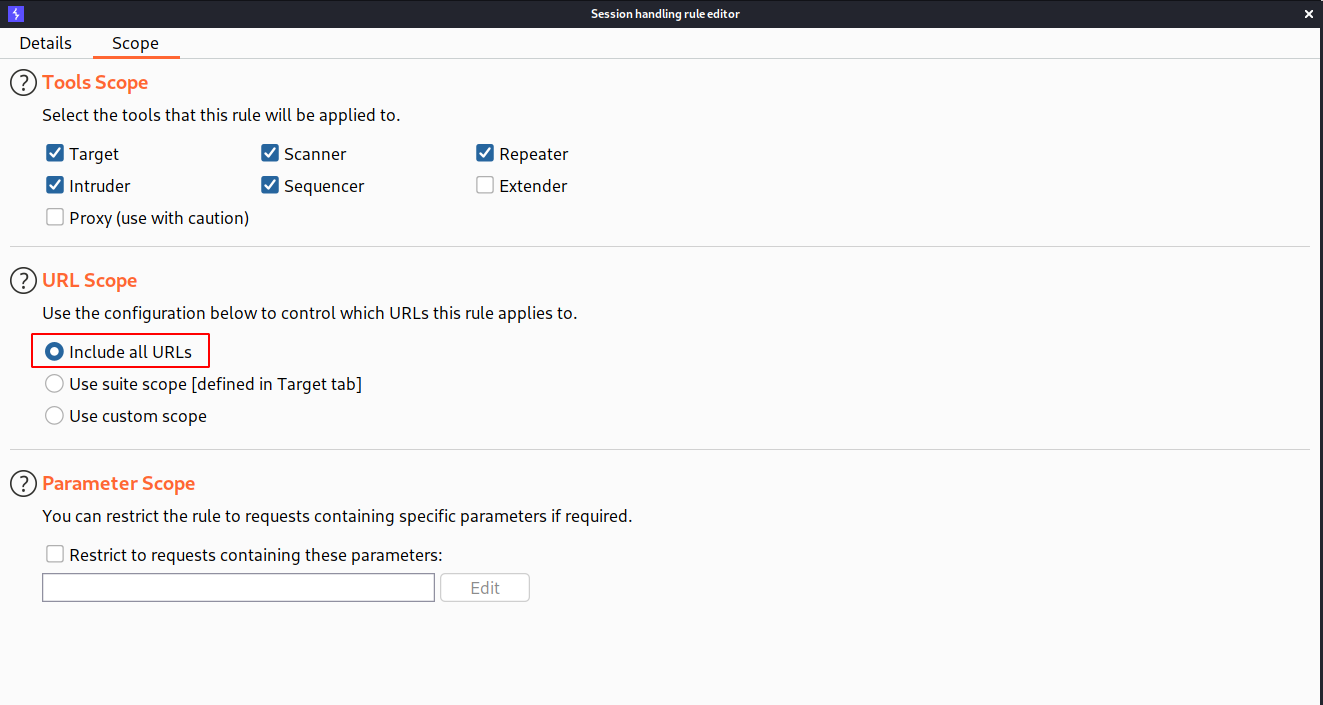 Session handling rule editor
Details Scope
Tools Scope
Select the tools that this rule will be applied to.
Target Scanner Repeater
Intruder Sequencer Extender
Proxy (use with caution)
URL Scope
Use the configuration below to control which URLs this rule applies to.
Include all URLs
Use suite scope [defined in Target tab]
Use custom scope
Parameter Scope
You can restrict the rule to requests containing specific parameters if required.
Restrict to requests containing these parameters:
Edit